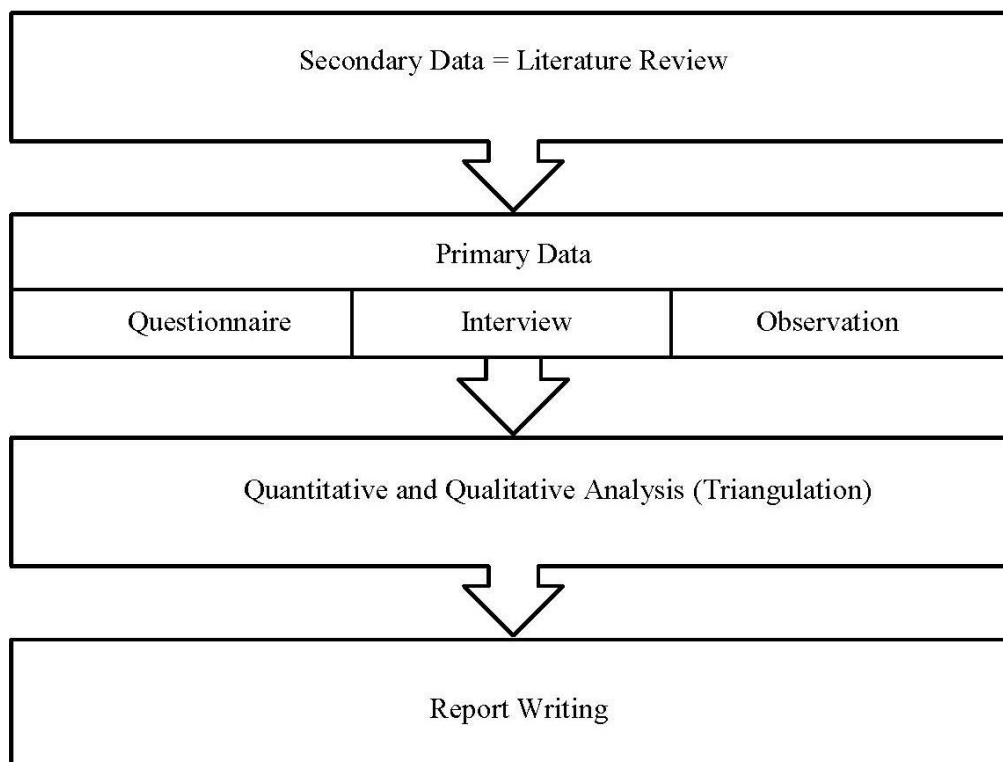 Secondary Data = Literature Review
Primary Data
Questionnaire
Interview
Observation
Quantitative and Qualitative Analysis (Triangulation)
Report Writing